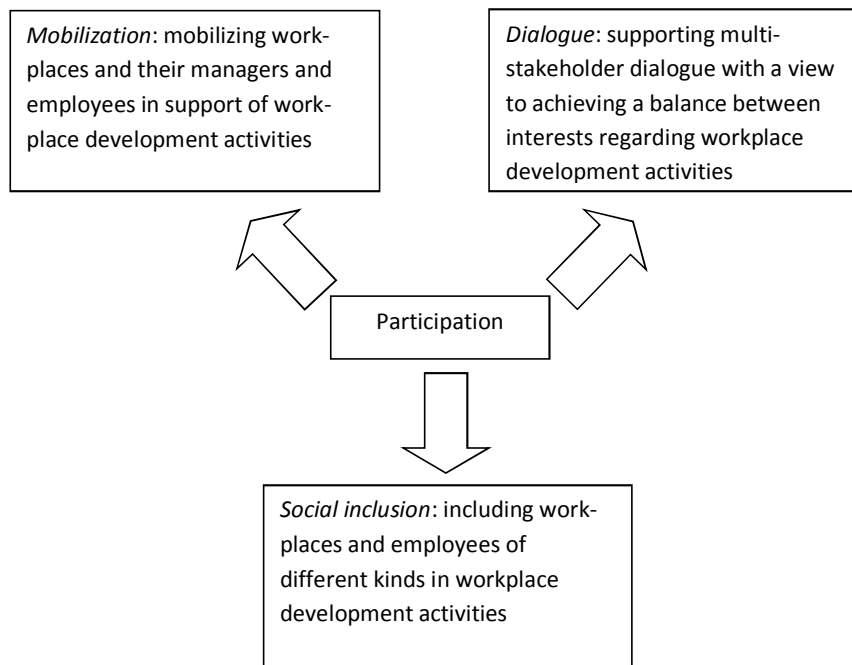 Mobilization: mobilizing work-
places and their managers and
employees in support of work-
place development activities
Dialogue: supporting multi-
stakeholder dialogue with a view
to achieving a balance between
interests regarding workplace
development activities
Participation
Social inclusion: including work-
places and employees of
different kinds in workplace
development activities